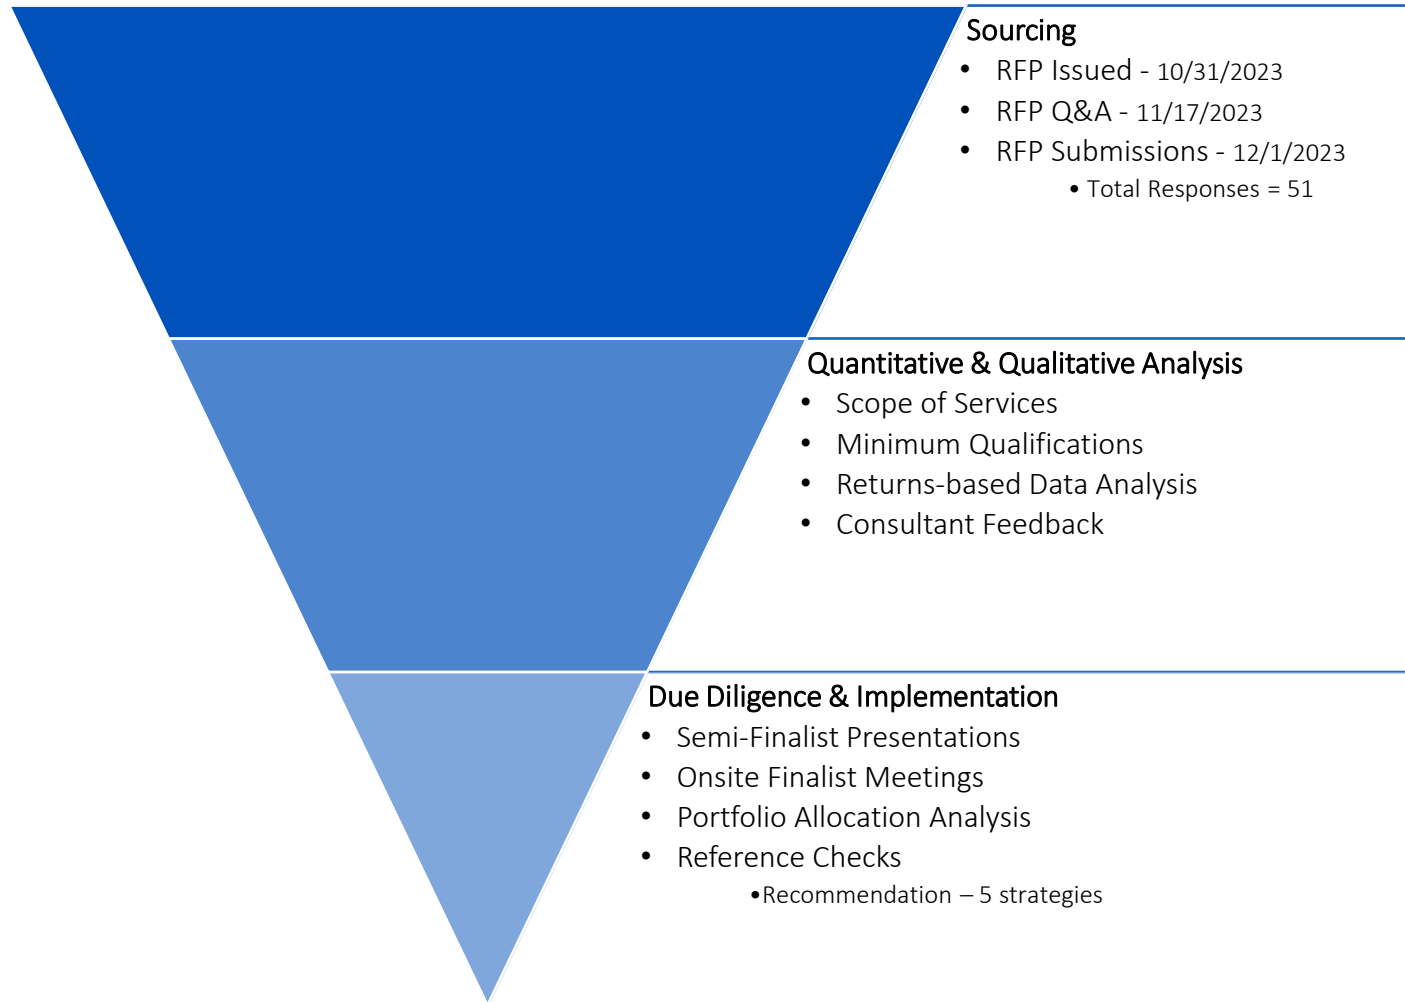 Sourcing
• RFP Issued - 10/31/2023
• RFP Q&A - 11/17/2023
• RFP Submissions - 12/1/2023
• Total Responses = 51
Quantitative & Qualitative Analysis
• Scope of Services
• Minimum Qualifications
• Returns-based Data Analysis
• Consultant Feedback
Due Diligence & Implementation
• Semi-Finalist Presentations
• Onsite Finalist Meetings
• Portfolio Allocation Analysis
• Reference Checks
•Recommendation – 5 strategies